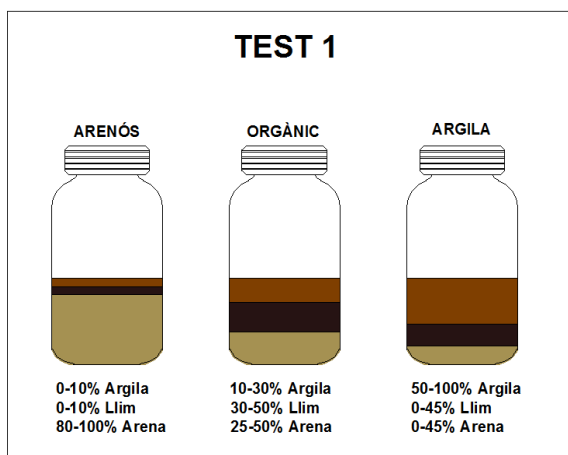 TEST 1
ARENÓS
ORGÀNIC
ARGILA
0-10% Argila
0-10% Llim
80-100% Arena
10-30% Argila
30-50% Llim
25-50% Arena
50-100% Argila
0-45% Llim
0-45% Arena